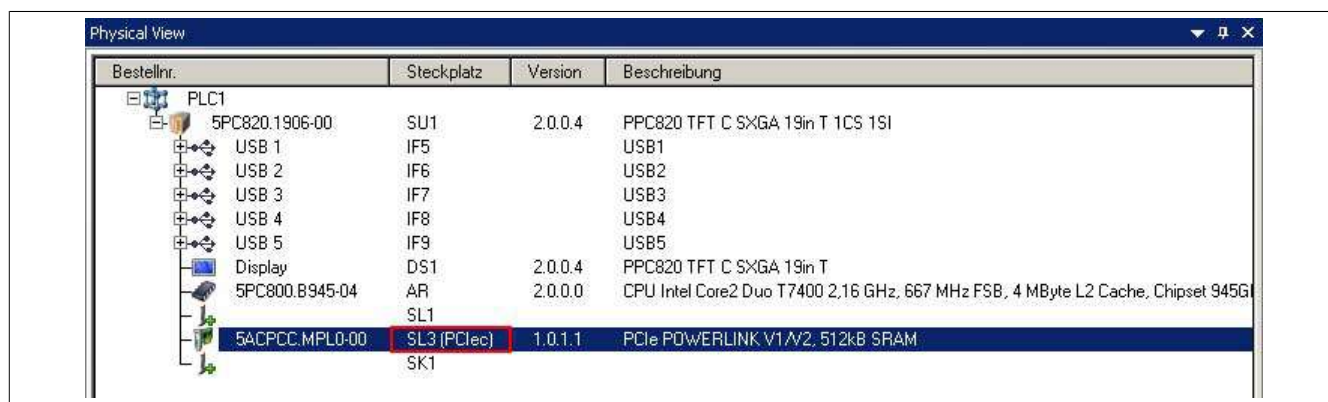 Physical View
Bestellnr. Steckplatz Version Beschreibung
PLC1
5PC820.1906-00 SU1 2.0.0.4 PPC820 TFT C SXGA 19in T 1CS 1SI
USB 1 IF5 USB1
USB 2 IF6 USB2
USB 3 IF7 USB3
USB 4 IF8 USB4
USB 5 IF9 USB5
Display DS1 2.0.0.4 PPC820 TFT C SXGA 19in T
5PC800.B945-04 AR 2.0.0.0 CPU Intel Core2 Duo T7400 2,16 GHz, 667 MHz FSB, 4 MByte L2 Cache, Chipset
SL1
5ACPCC.MPL0-00 SL3 (PCIec) 1.0.1.1 PCIe POWERLINK V1/V2, 512kB SRAM
SK1